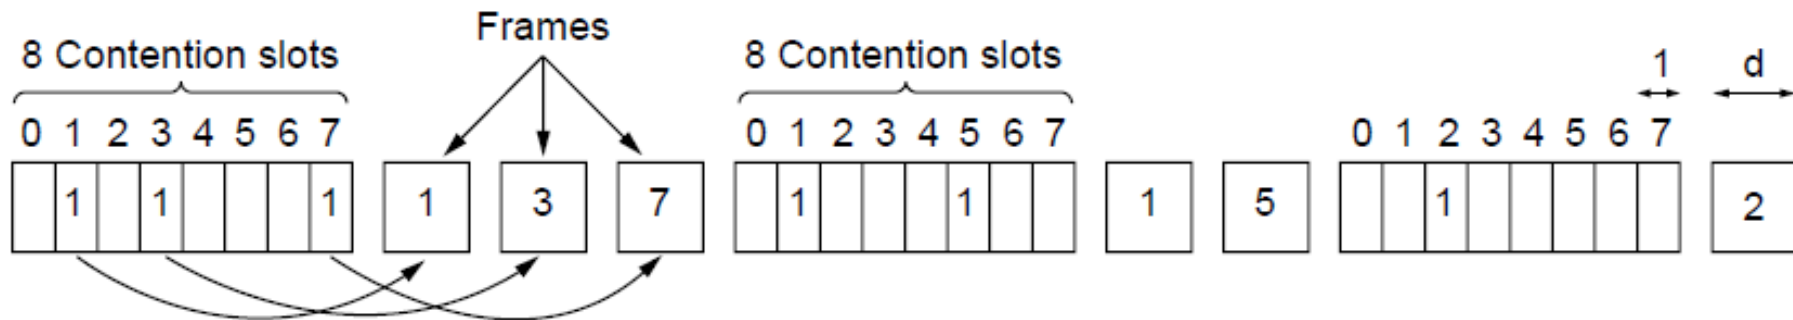 Frames
8 Contention slots 8 Contention slots 1 d
0 1 2 3 4 5 6 7 0 1 2 3 4 5 6 7 0 1 2 3 4 5 6 7
1 1 1 1 3 7 1 1 1 5 1 2